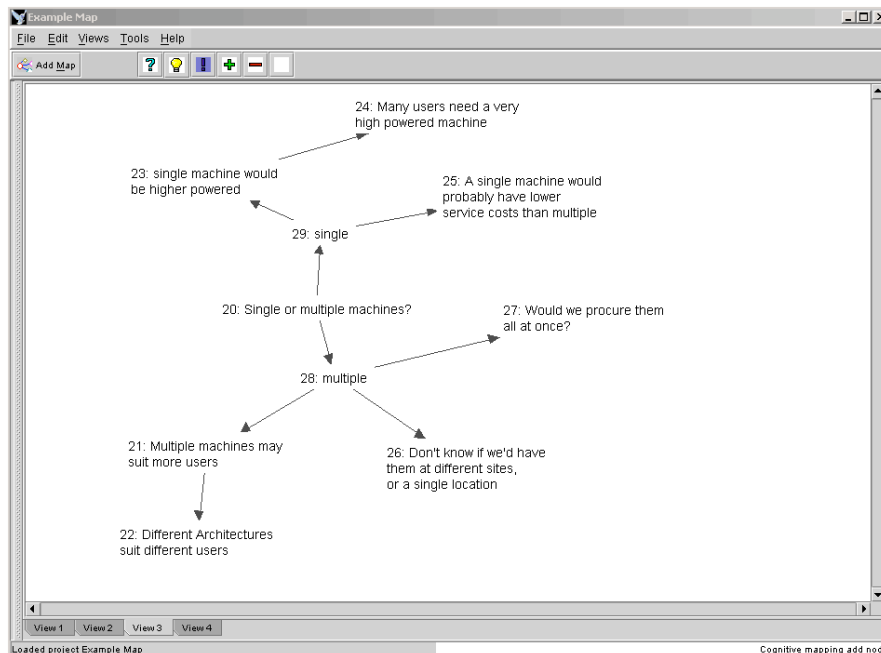 Example Map
File Edit Views Tools Help
Add Map
24: Many users need a very
high powered machine
23: single machine would
be higher powered
25: A single machine would
probably have lower
service costs than multiple
29: single
20: Single or multiple machines?
27: Would we procure them
all at once?
28: multiple
21: Multiple machines may
suit more users
26: Don't know if we'd have
them at different sites,
or a single location
22: Different Architectures
suit different users
View 1 View 2 View 3 View 4
Loaded project Example Map
Cognitive mapping add nod